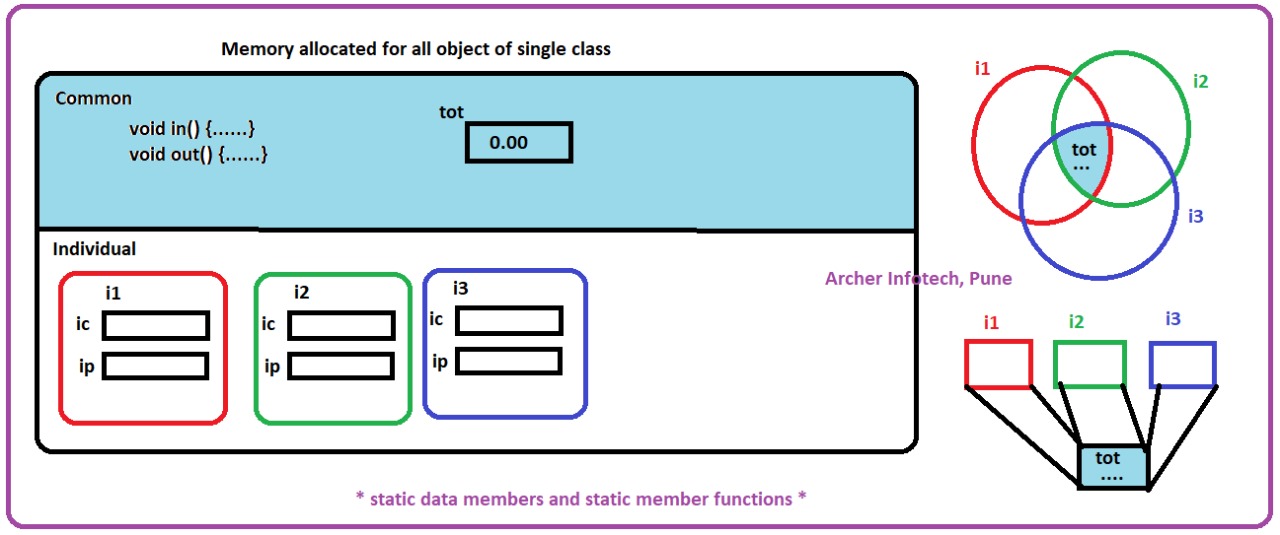 Memory allocated for all object of single class
Common
void in() {......}
void out() {......}
tot
0.00
Individual
i1
ic
ip
i2
ic
ip
i3
ic
ip
i1
i2
tot
...
i3
Archer Infotech, Pune
i1
i2
i3
tot
....
* static data members and static member functions *